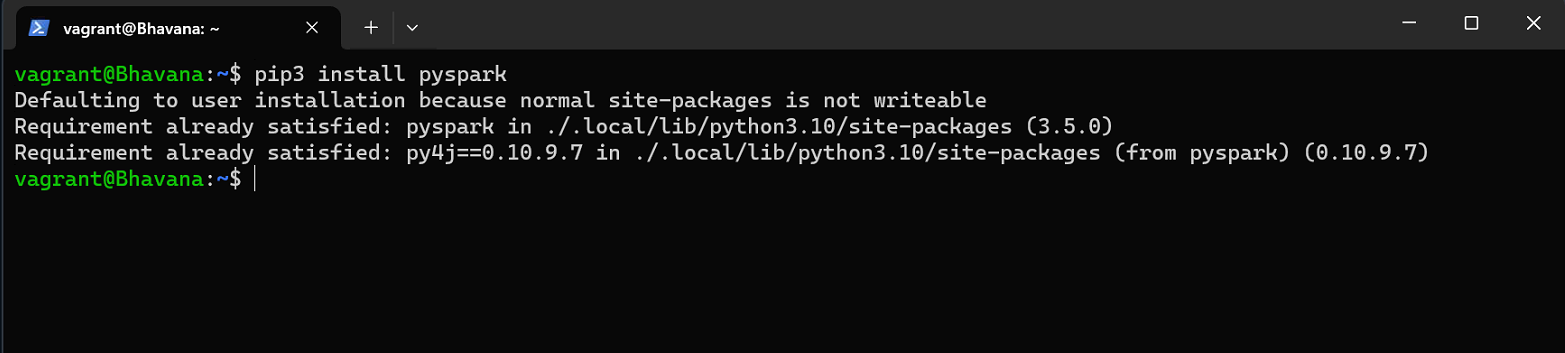 vagrant@Bhavana: ~
vagrant@Bhavana:~$ pip3 install pyspark
Defaulting to user installation because normal site-packages is not writeable
Requirement already satisfied: pyspark in ./.local/lib/python3.10/site-packages (3.5.0)
Requirement already satisfied: py4j==0.10.9.7 in ./.local/lib/python3.10/site-packages (from pyspark) (0.10.9.7)
vagrant@Bhavana:~$